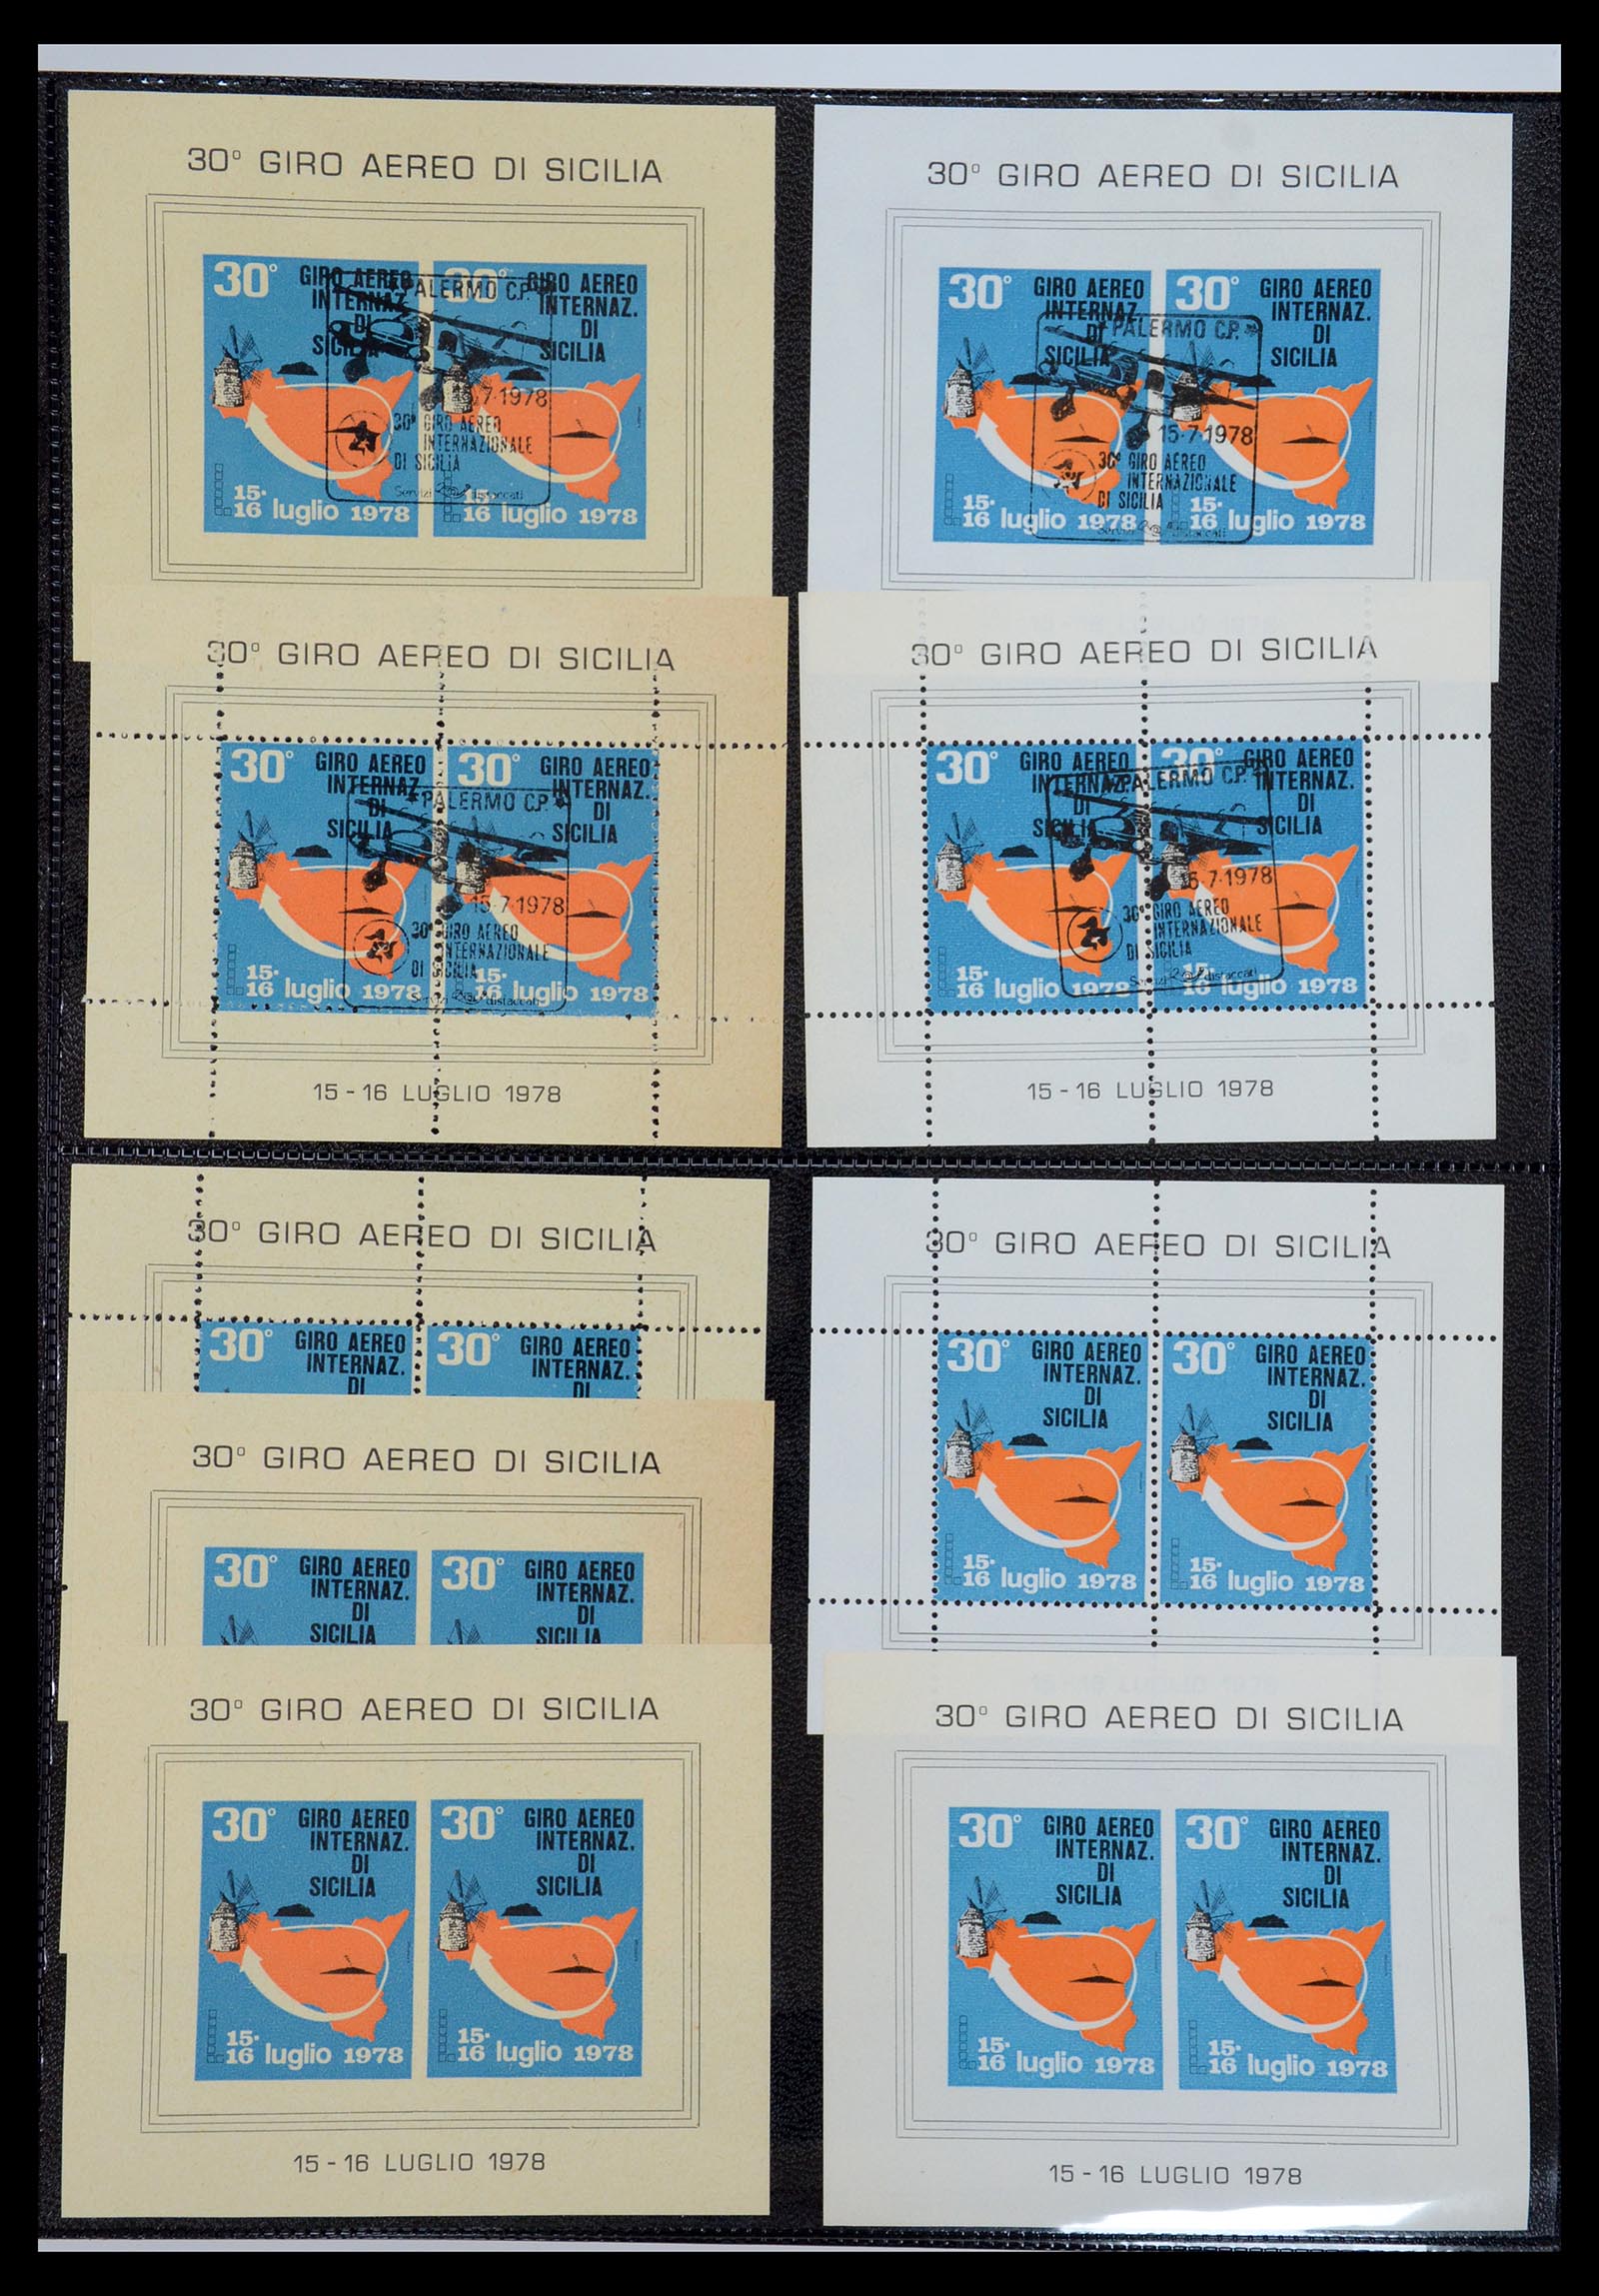 30° GIRO AEREO DI SICILIA
30° GIRO AEREO
INTERNAZ.
DI
SICILIA
15-
16 luglio 1978
30° GIRO AEREO
INTERNAZ.
DI
SICILIA
15-
16 luglio 1978
PALERMO C.P.
7·1978
30° GIRO AEREO
INTERNAZIONALE
DI SICILIA
Servizi distaccati
30° GIRO AEREO DI SICILIA
30° GIRO AEREO
INTERNAZ.
DI
SICILIA
15-
16 luglio 1978
30° GIRO AEREO
INTERNAZ.
DI
SICILIA
15-
16 luglio 1978
PALERMO C.P.
15·7·1978
30° GIRO AEREO
INTERNAZIONALE
DI SICILIA
Servizi distaccati
30° GIRO AEREO DI SICILIA
30° GIRO AEREO
INTERNAZ.
DI
SICILIA
15-
16 luglio 1978
30° GIRO AEREO
INTERNAZ.
DI
SICILIA
15-
16 luglio 1978
PALERMO C.P.
15·7·1978
30° GIRO AEREO
INTERNAZIONALE
DI SICILIA
Servizi distaccati
15 - 16 LUGLIO 1978
30° GIRO AEREO DI SICILIA
30° GIRO AEREO
INTERNAZ.
DI
SICILIA
15-
16 luglio 1978
30° GIRO AEREO
INTERNAZ.
DI
SICILIA
15-
16 luglio 1978
PALERMO C.P.
15·7·1978
30° GIRO AEREO
INTERNAZIONALE
DI SICILIA
Servizi distaccati
15 - 16 LUGLIO 1978
30° GIRO AEREO DI SICILIA
30° GIRO AEREO
INTERNAZ.
DI
30° GIRO AEREO
INTERNAZ.
DI
30° GIRO AEREO DI SICILIA
30° GIRO AEREO
INTERNAZ.
DI
SICILIA
30° GIRO AEREO
INTERNAZ.
DI
SICILIA
30° GIRO AEREO DI SICILIA
30° GIRO AEREO
INTERNAZ.
DI
SICILIA
15-
16 luglio 1978
30° GIRO AEREO
INTERNAZ.
DI
SICILIA
15-
16 luglio 1978
30° GIRO AEREO DI SICILIA
30° GIRO AEREO
INTERNAZ.
DI
SICILIA
15-
16 luglio 1978
30° GIRO AEREO
INTERNAZ.
DI
SICILIA
15-
16 luglio 1978
15 - 16 LUGLIO 1978
30° GIRO AEREO DI SICILIA
30° GIRO AEREO
INTERNAZ.
DI
SICILIA
15-
16 luglio 1978
30° GIRO AEREO
INTERNAZ.
DI
SICILIA
15-
16 luglio 1978
15 - 16 LUGLIO 1978